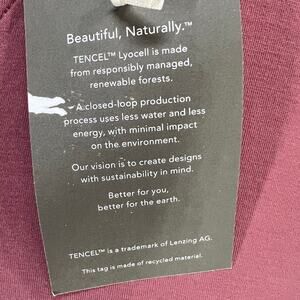 Beautiful, Naturally.™
TENCEL™ Lyocell is made
from responsibly managed,
renewable forests.
A closed-loop production
process uses less water and less
energy, with minimal impact
on the environment.
Our vision is to create designs
with sustainability in mind.
Better for you,
better for the earth.
TENCEL™ is a trademark of Lenzing AG.
This tag is made of recycled material.